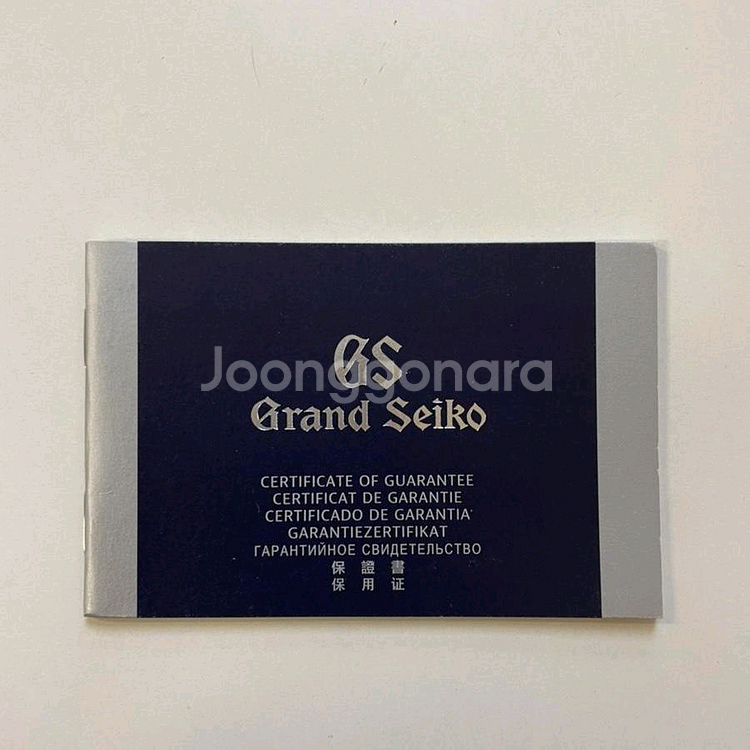 GS
Joonggonara
Grand Seiko
CERTIFICATE OF GUARANTEE
CERTIFICAT DE GARANTIE
CERTIFICADO DE GARANTIA
GARANTIEZERTIFIKAT
ГАРАНТИЙНОЕ СВИДЕТЕЛЬСТВО
保證書
保用证